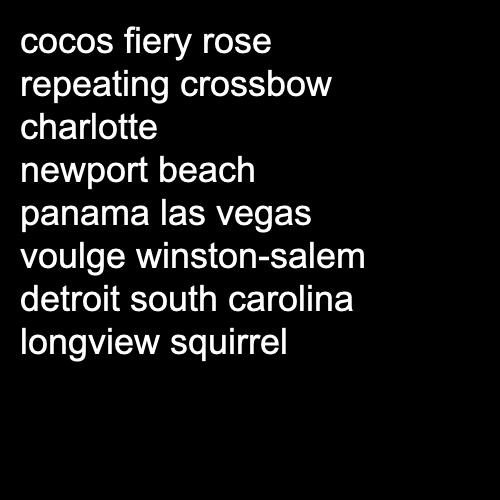 cocos fiery rose
repeating crossbow
charlotte
newport beach
panama las vegas
voulge winston-salem
detroit south carolina
longview squirrel